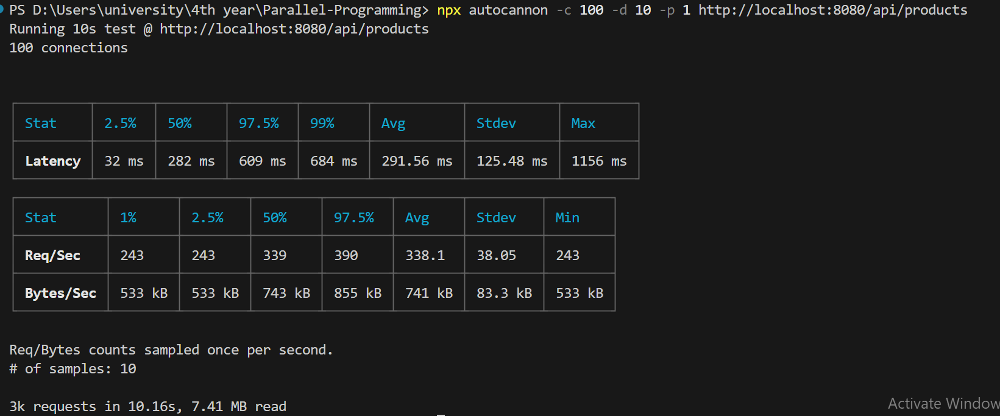 PS D:\Users\university\4th year\Parallel-Programming> npx autocannon -c 100 -d 10 -p 1 http://localhost:8080/api/products
Running 10s test @ http://localhost:8080/api/products
100 connections
Stat 2.5% 50% 97.5% 99% Avg Stdev Max
Latency 32 ms 282 ms 609 ms 684 ms 291.56 ms 125.48 ms 1156 ms
Stat 1% 2.5% 50% 97.5% Avg Stdev Min
Req/Sec 243 243 339 390 338.1 38.05 243
Bytes/Sec 533 kB 533 kB 743 kB 855 kB 741 kB 83.3 kB 533 kB
Req/Bytes counts sampled once per second.
# of samples: 10
3k requests in 10.16s, 7.41 MB read
Activate Window